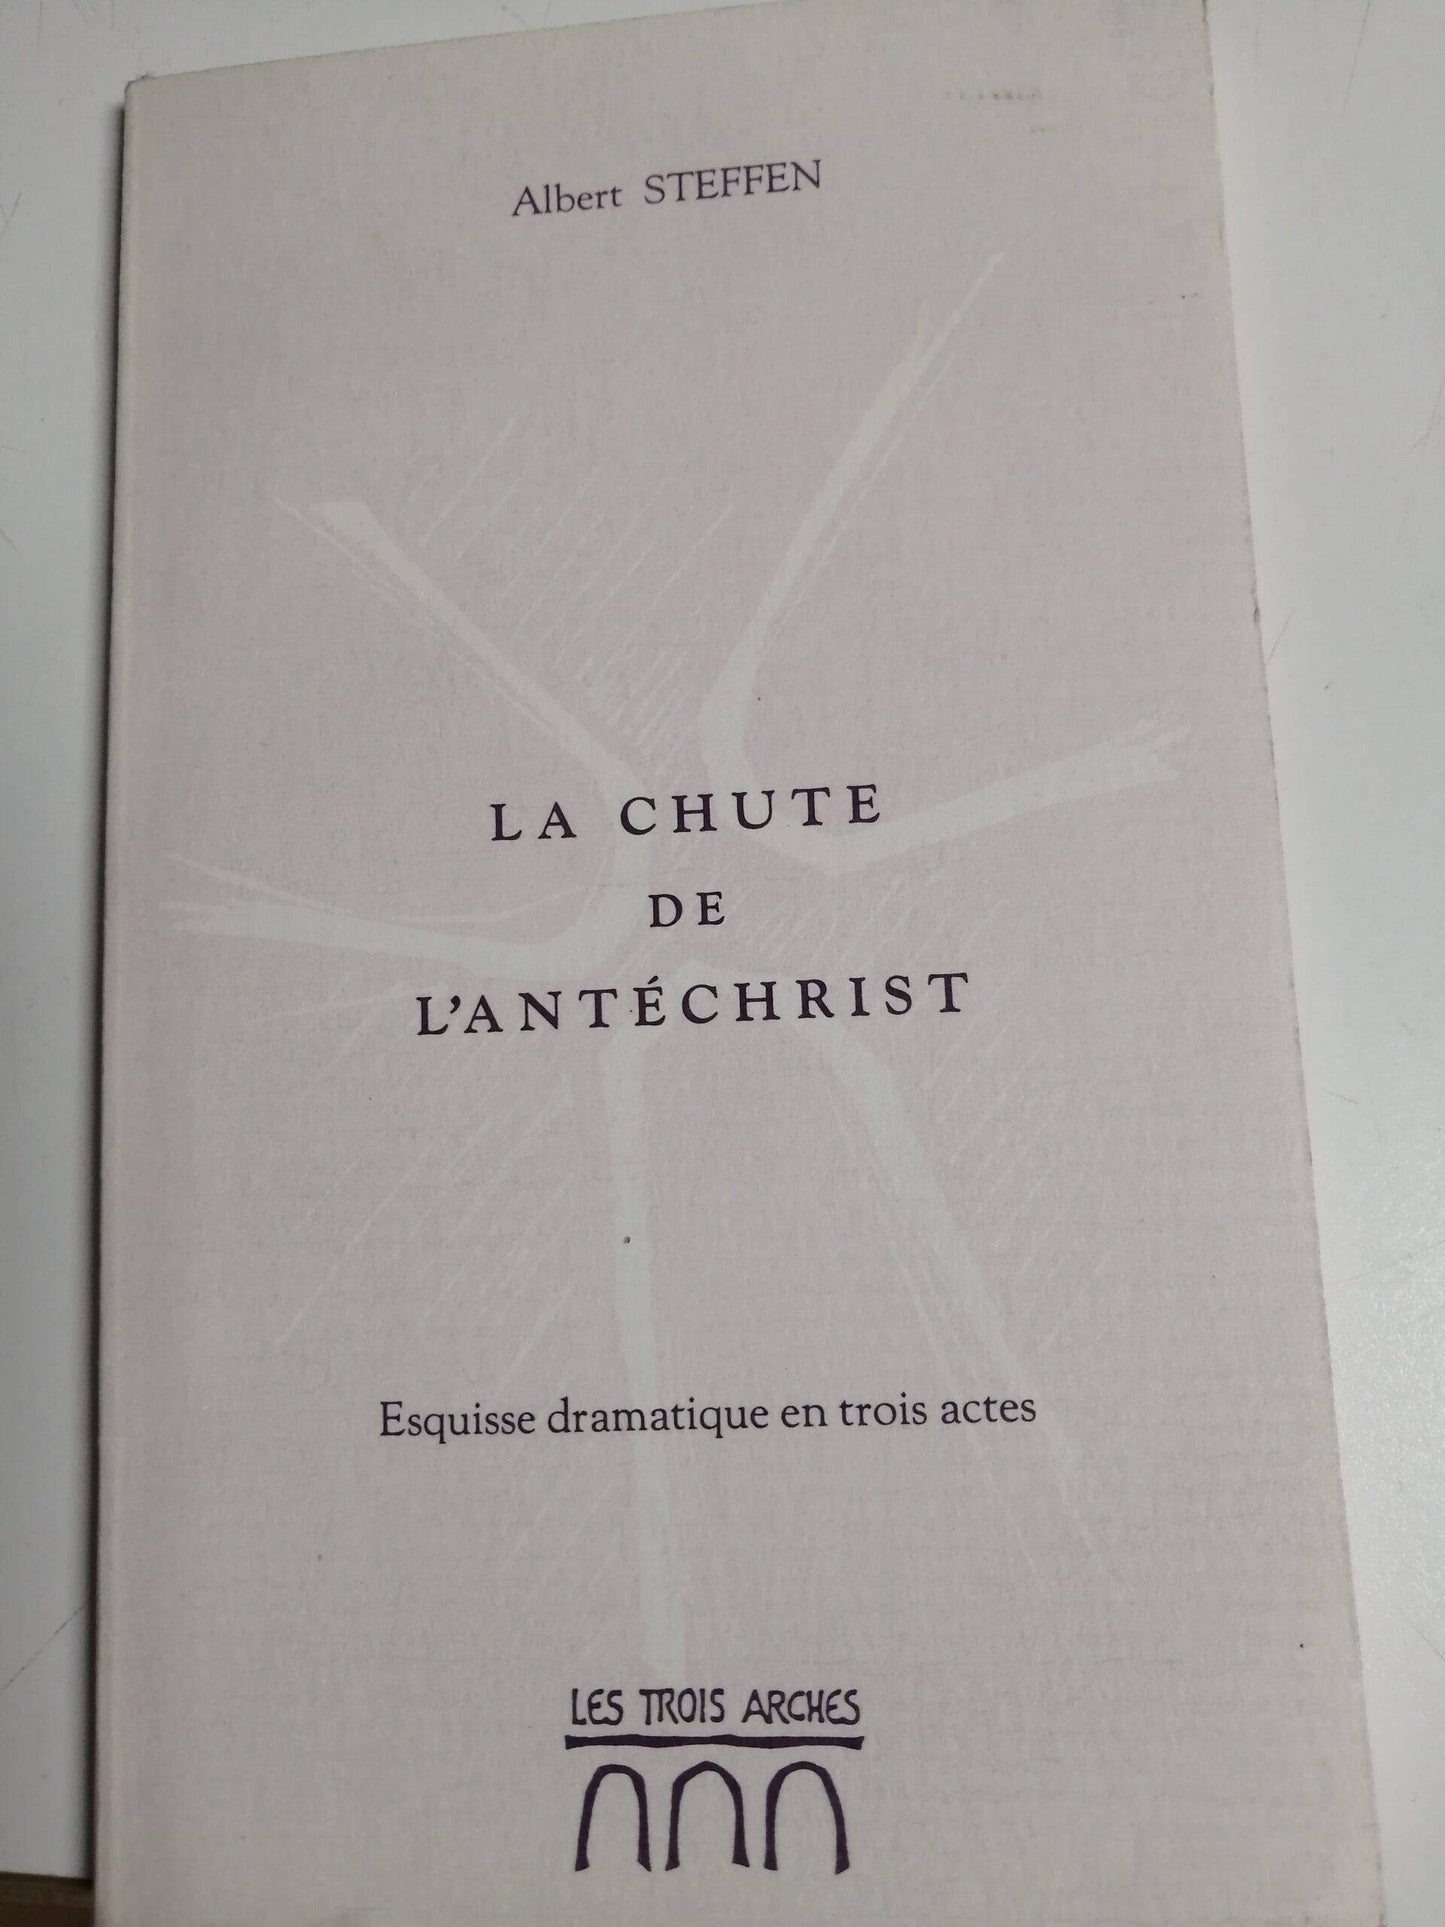 Albert STEFFEN
LA CHUTE
DE
L'ANTÉCHRIST
Esquisse dramatique en trois actes
LES TROIS ARCHES